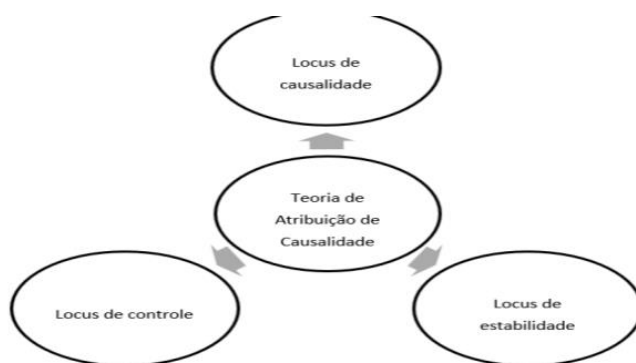 Locus de
causalidade
Teoria de
Atribuição de
Causalidade
Locus de controle
Locus de
estabilidade